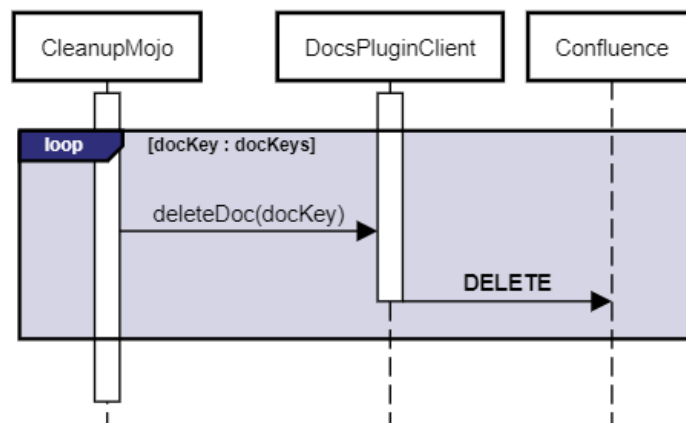 CleanupMojo
DocsPluginClient
Confluence
loop
[docKey : docKeys]
deleteDoc(docKey)
DELETE